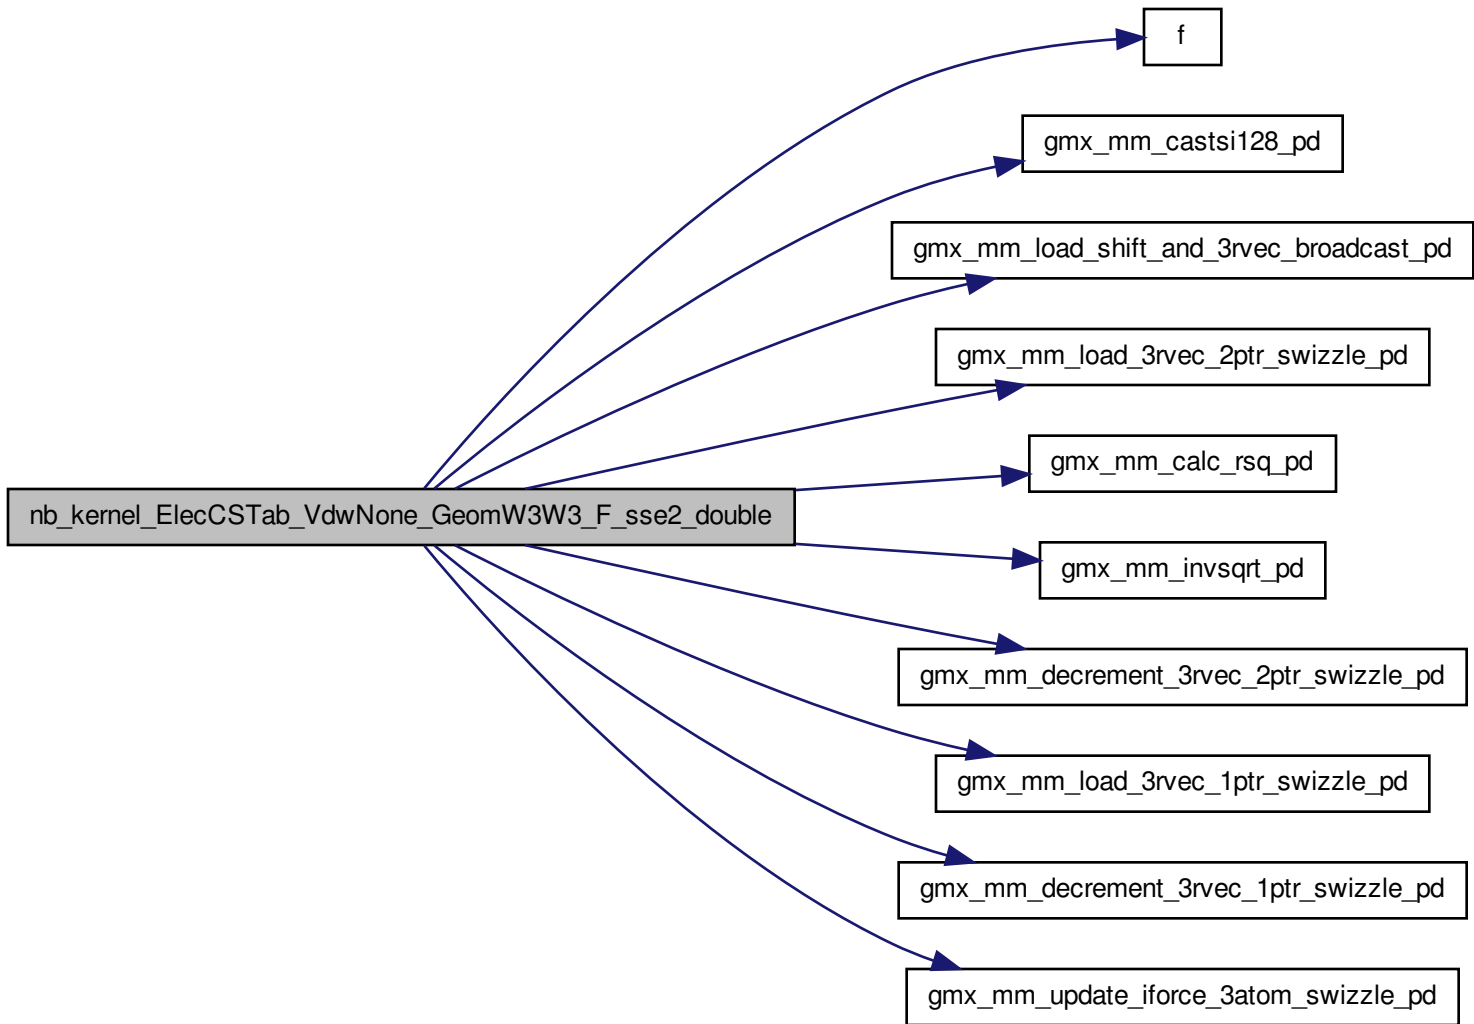 f
gmx_mm_castsi128_pd
gmx_mm_load_shift_and_3rvec_broadcast_pd
gmx_mm_load_3rvec_2ptr_swizzle_pd
gmx_mm_calc_rsq_pd
nb_kernel_ElecCSTab_VdwNone_GeomW3W3_F_sse2_double
gmx_mm_invsqrt_pd
gmx_mm_decrement_3rvec_2ptr_swizzle_pd
gmx_mm_load_3rvec_1ptr_swizzle_pd
gmx_mm_decrement_3rvec_1ptr_swizzle_pd
gmx_mm_update_iforce_3atom_swizzle_pd